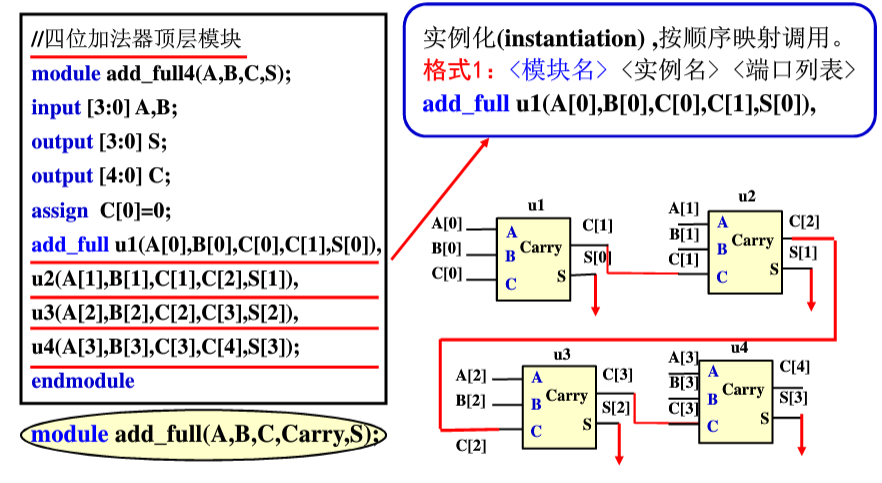 //四位加法器顶层模块
module add_full4(A,B,C,S);
input [3:0] A,B;
output [3:0] S;
output [4:0] C;
assign  C[0]=0;
add_full u1(A[0],B[0],C[0],C[1],S[0]),
u2(A[1],B[1],C[1],C[2],S[1]),
u3(A[2],B[2],C[2],C[3],S[2]),
u4(A[3],B[3],C[3],C[4],S[3]);
endmodule
module add_full(A,B,C,Carry,S);
实例化(instantiation) ,按顺序映射调用。
格式1：<模块名> <实例名> <端口列表>
add_full u1(A[0],B[0],C[0],C[1],S[0]),
u1
A[0]
B[0]
C[0]
A
B
C
Carry
S
C[1]
S[0]
u2
A[1]
B[1]
C[1]
A
B
C
Carry
S
C[2]
S[1]
u3
A[2]
B[2]
C[2]
A
B
C
Carry
S
C[3]
S[2]
u4
A[3]
B[3]
C[3]
A
B
C
Carry
S
C[4]
S[3]